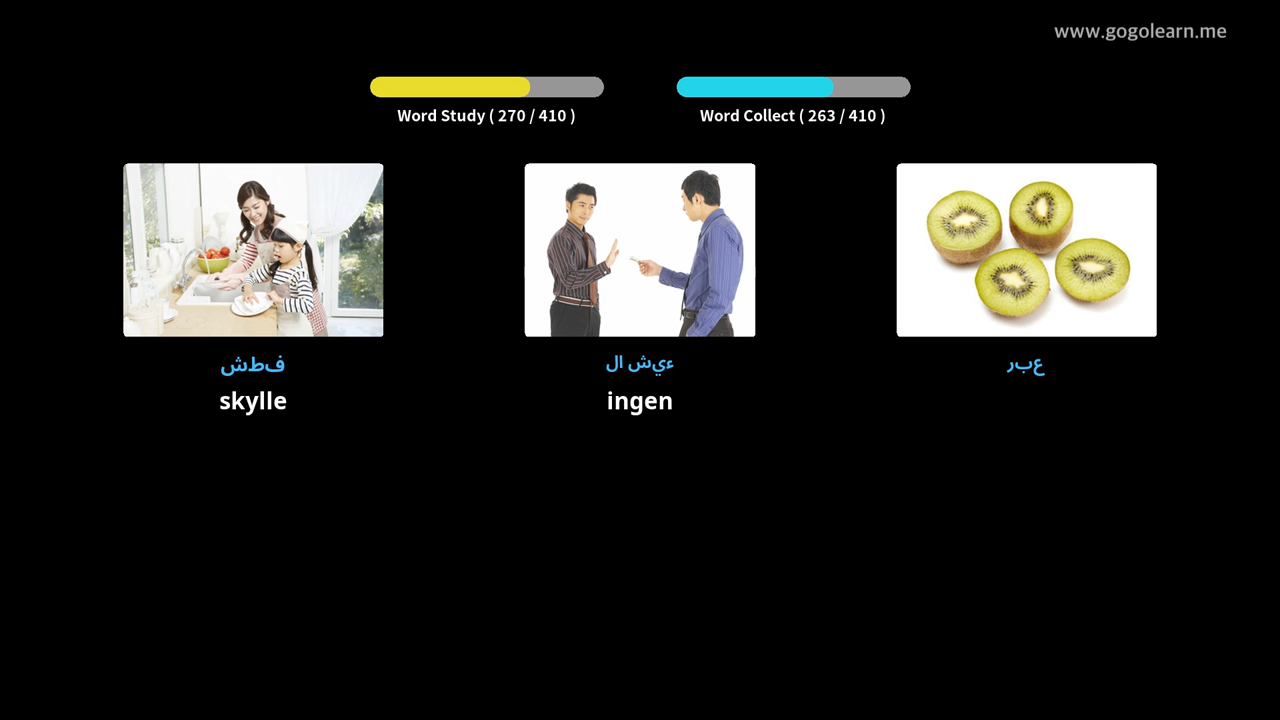 www.gogolearn.me
Word Study ( 270 / 410 )
Word Collect ( 263 / 410 )
فطش
skylle
ءيش ال
ingen
عبر